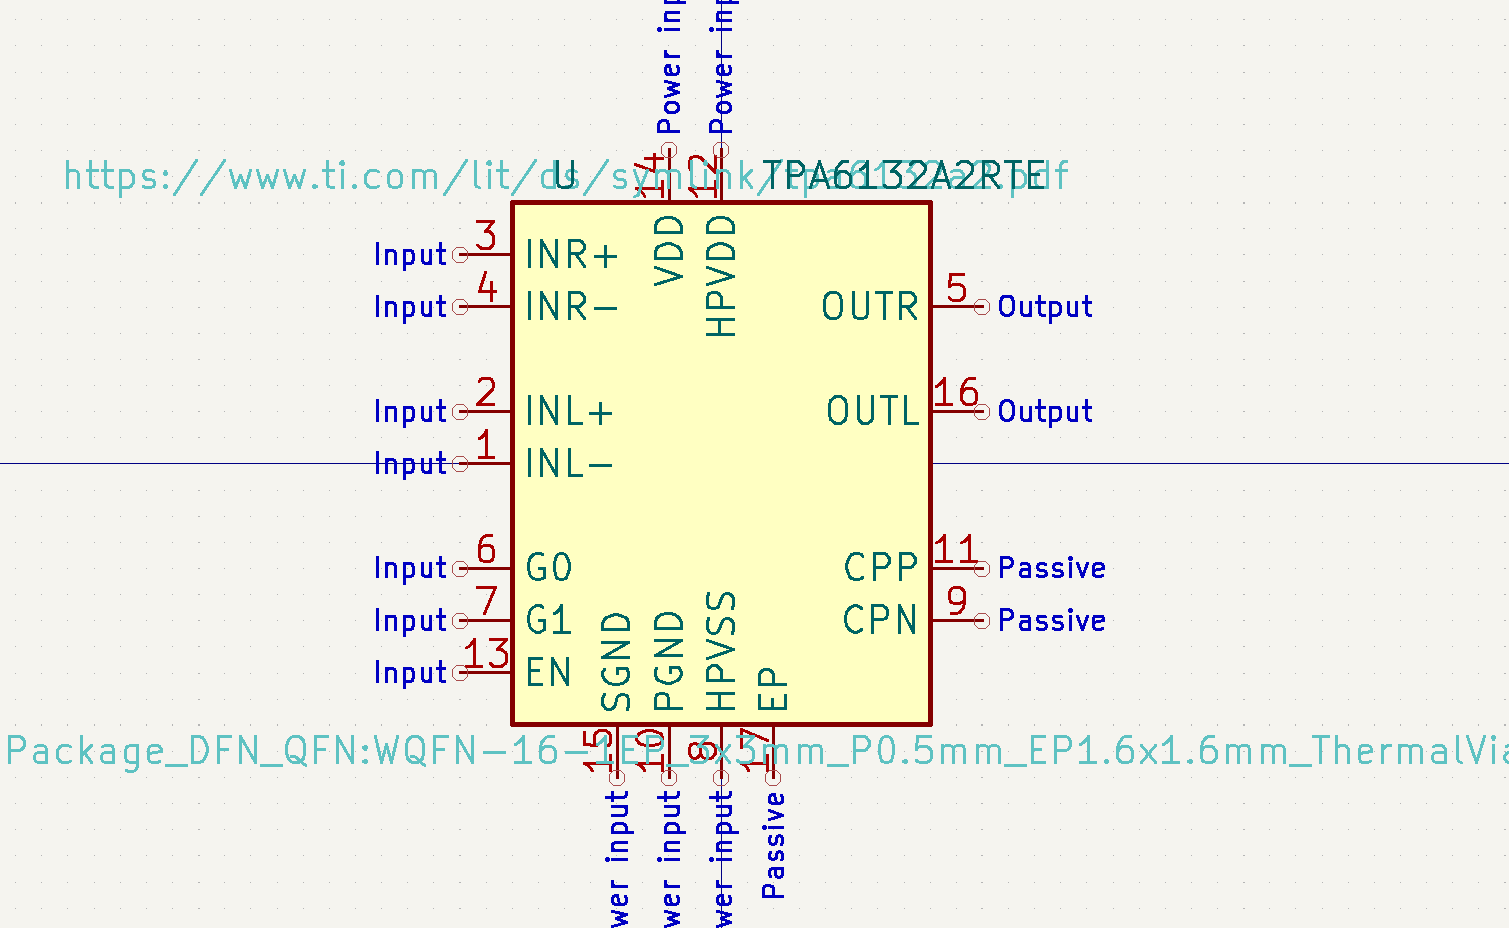 Power inp
Power inp
14
12
https://www.ti.com/lit/ds/symlink/tpa6132a2.pdf
U
TPA6132A2RTE
VDD
HPVDD
Input 3 INR+
Input 4 INR-
OUTR 5 Output
Input 2 INL+
OUTL 16 Output
Input 1 INL-
Input 6 G0
CPP 11 Passive
Input 7 G1
CPN 9 Passive
Input 13 EN
SGND
PGND
HPVSS
EP
15
10
8
17
Package_DFN_QFN:WQFN-16-1EP_3x3mm_P0.5mm_EP1.6x1.6mm_ThermalVia
wer input
wer input
wer input
Passive